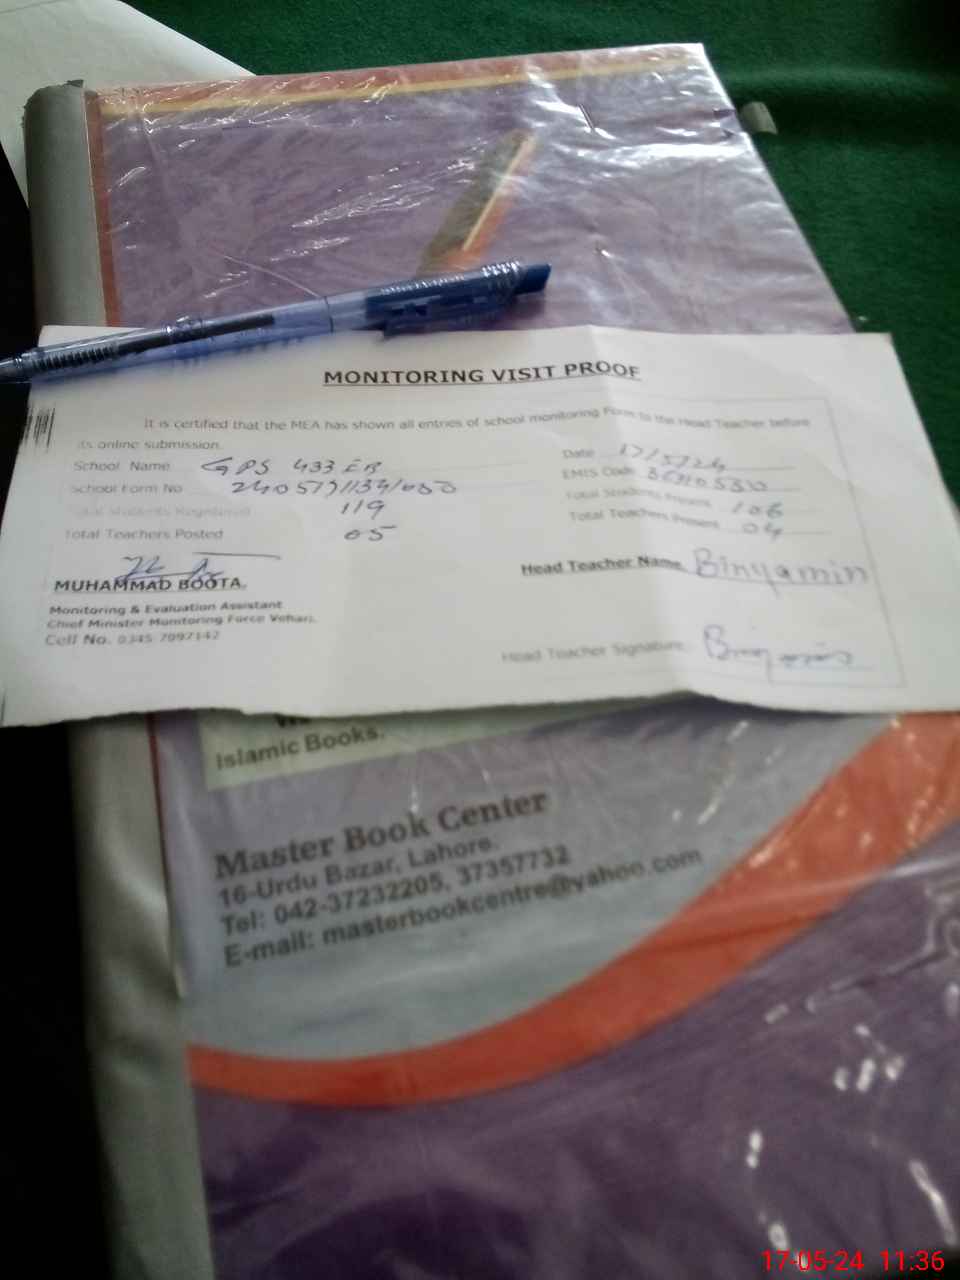 MONITORING VISIT PROOF
It is certified that the MEA has shown all entries of school monitoring Form to the Head Teacher before
its online submission.
School Name GPS 433 EB
School Form No
Total Students Registered 119
Total Teachers Posted 05
Date 17/5/24
EMIS Code
Total Students Present 106
Total Teachers Present 04
MUHAMMAD BOOTA.
Monitoring & Evaluation Assistant
Chief Minister Monitoring Force Vehari.
Cell No. 0345-7097142
Head Teacher Name Binyamin
Head Teacher Signature: Binyamin
Islamic Books.
Master Book Center
16-Urdu Bazar, Lahore.
Tel: 042-37232205, 37357732
E-mail: masterbookcentre@yahoo.com
17-05-24 11:36